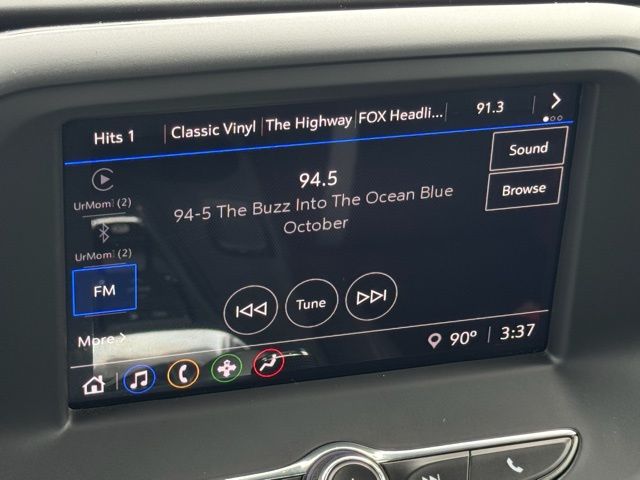 Hits 1 Classic Vinyl The Highway FOX Headli... 91.3
94.5
Sound
94-5 The Buzz Into The Ocean Blue
October
Browse
UrMom (2)
UrMom (2)
FM
More
Tune
90° 3:37